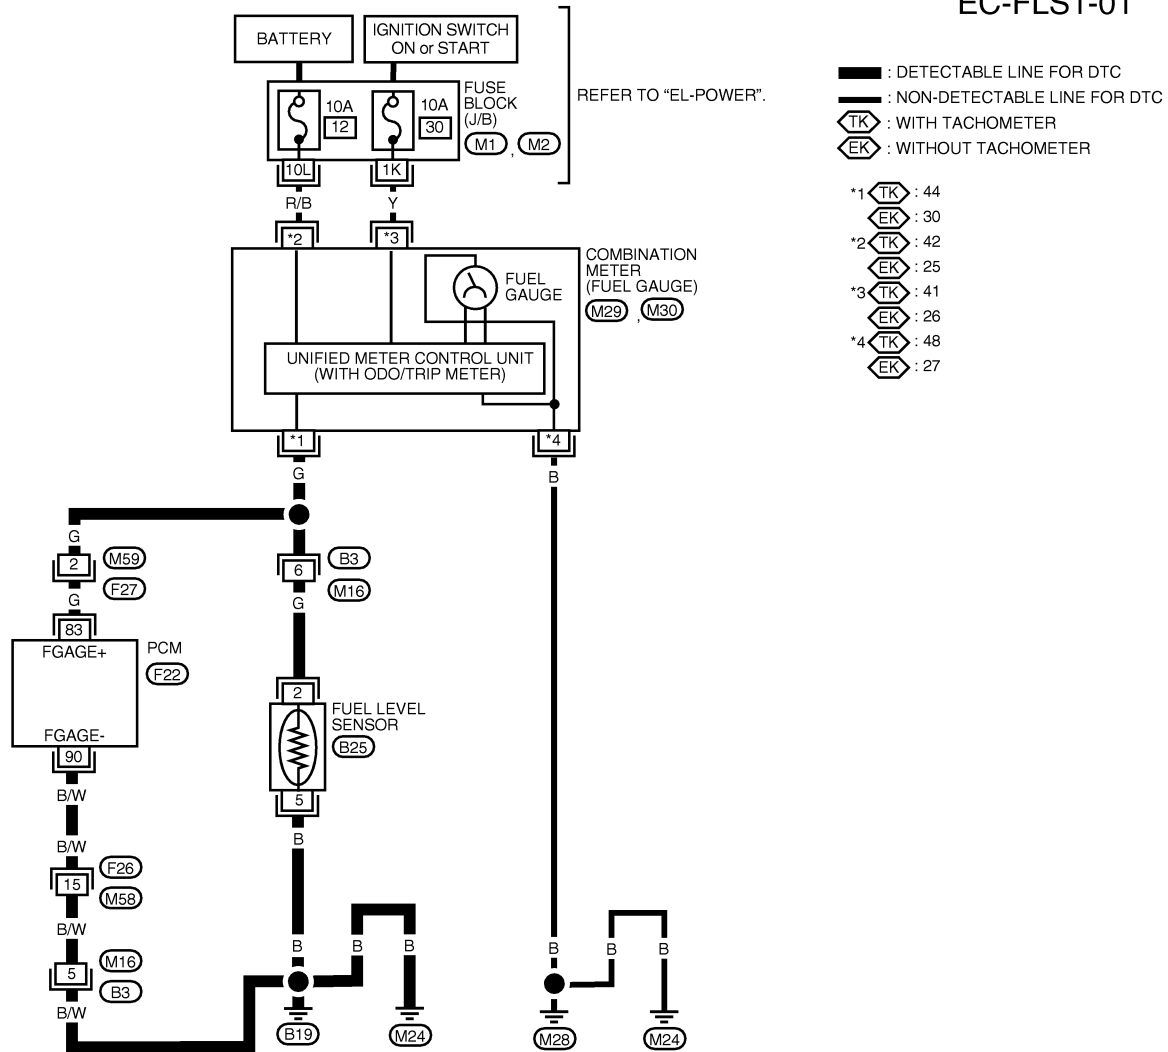 EC-FLS1-01
BATTERY
IGNITION SWITCH
ON or START
FUSE
BLOCK
(J/B)
M1 , M2
10A
12
10A
30
REFER TO “EL-POWER”.
: DETECTABLE LINE FOR DTC
: NON-DETECTABLE LINE FOR DTC
TK : WITH TACHOMETER
EK : WITHOUT TACHOMETER
*1 TK : 44
EK : 30
*2 TK : 42
EK : 25
*3 TK : 41
EK : 26
*4 TK : 48
EK : 27
10L
1K
R/B
Y
*2
*3
COMBINATION
METER
(FUEL GAUGE)
M29 , M30
FUEL
GAUGE
UNIFIED METER CONTROL UNIT
(WITH ODO/TRIP METER)
*1
*4
G
B
G
2
M59
F27
G
6
B3
M16
G
83
FGAGE+
PCM
F22
FGAGE-
90
2
FUEL LEVEL
SENSOR
B25
5
B/W
B
B/W
15
F26
M58
B/W
5
M16
B3
B/W
B
B
B
B
B
B
B19
M24
M28
M24